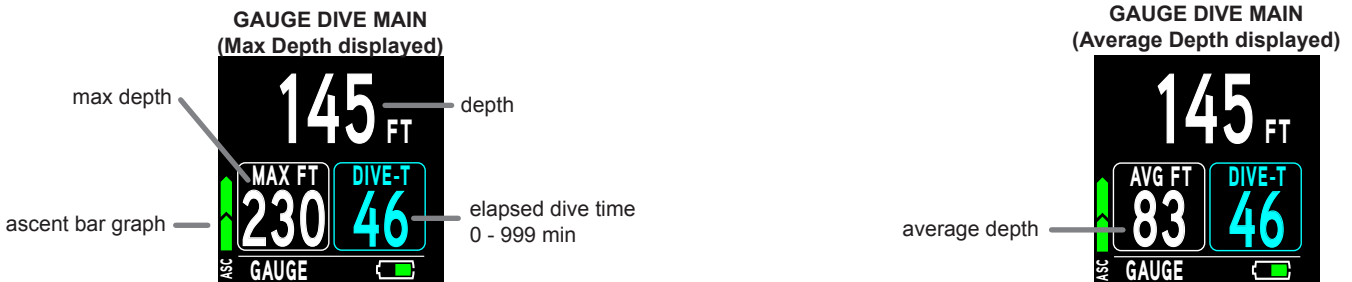 GAUGE DIVE MAIN
(Max Depth displayed)
max depth
145 FT
depth
MAX FT
230
DIVE-T
46
ascent bar graph
elapsed dive time
0 - 999 min
ASC
GAUGE
GAUGE DIVE MAIN
(Average Depth displayed)
145 FT
AVG FT
83
DIVE-T
46
average depth
ASC
GAUGE